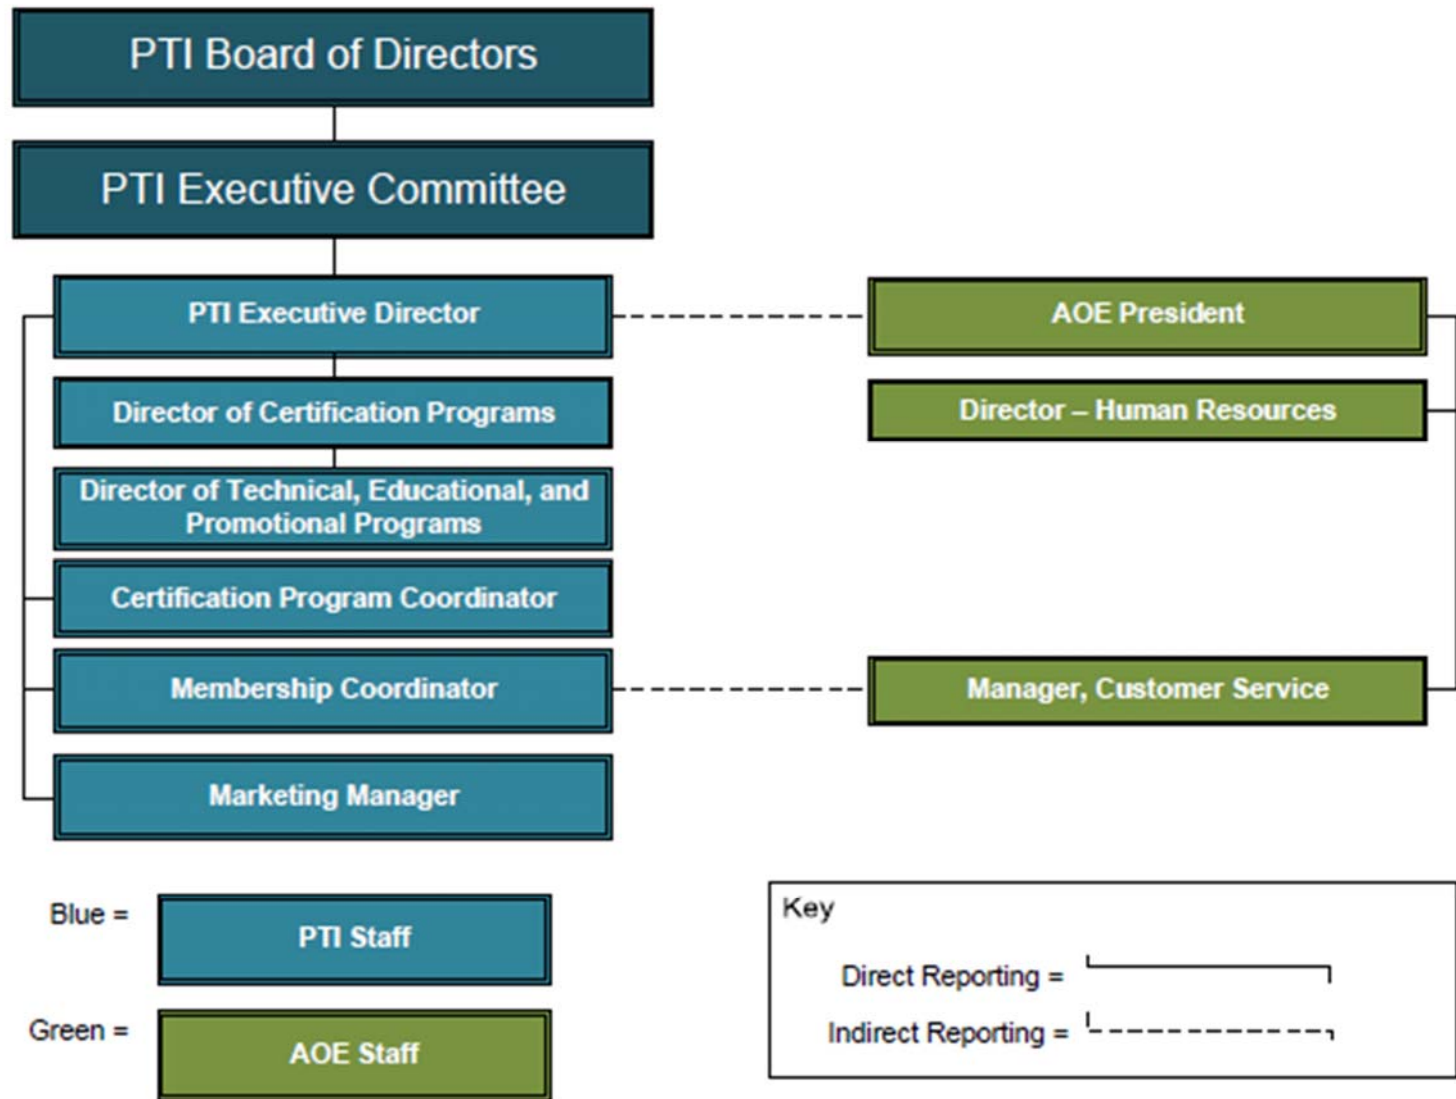 PTI Board of Directors
PTI Executive Committee
PTI Executive Director
AOE President
Director of Certification Programs
Director – Human Resources
Director of Technical, Educational, and
Promotional Programs
Certification Program Coordinator
Membership Coordinator
Manager, Customer Service
Marketing Manager
Blue =
PTI Staff
Green =
AOE Staff
Key
Direct Reporting =
Indirect Reporting =